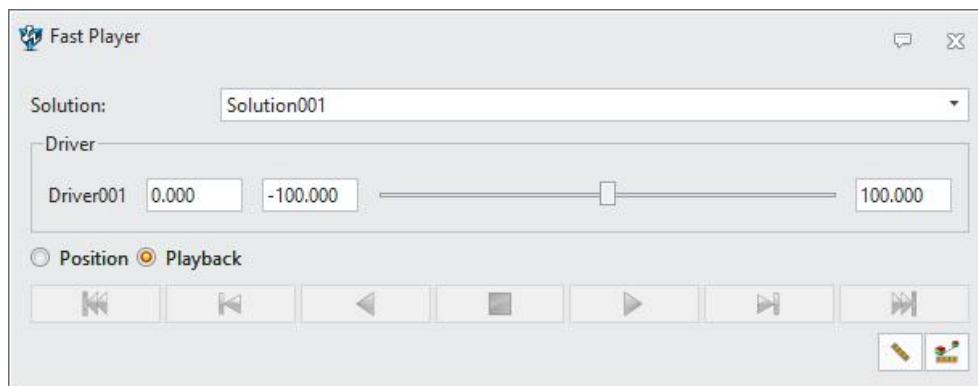 Fast Player
Solution: Solution001
Driver
Driver001 0.000 -100.000 100.000
Position Playback